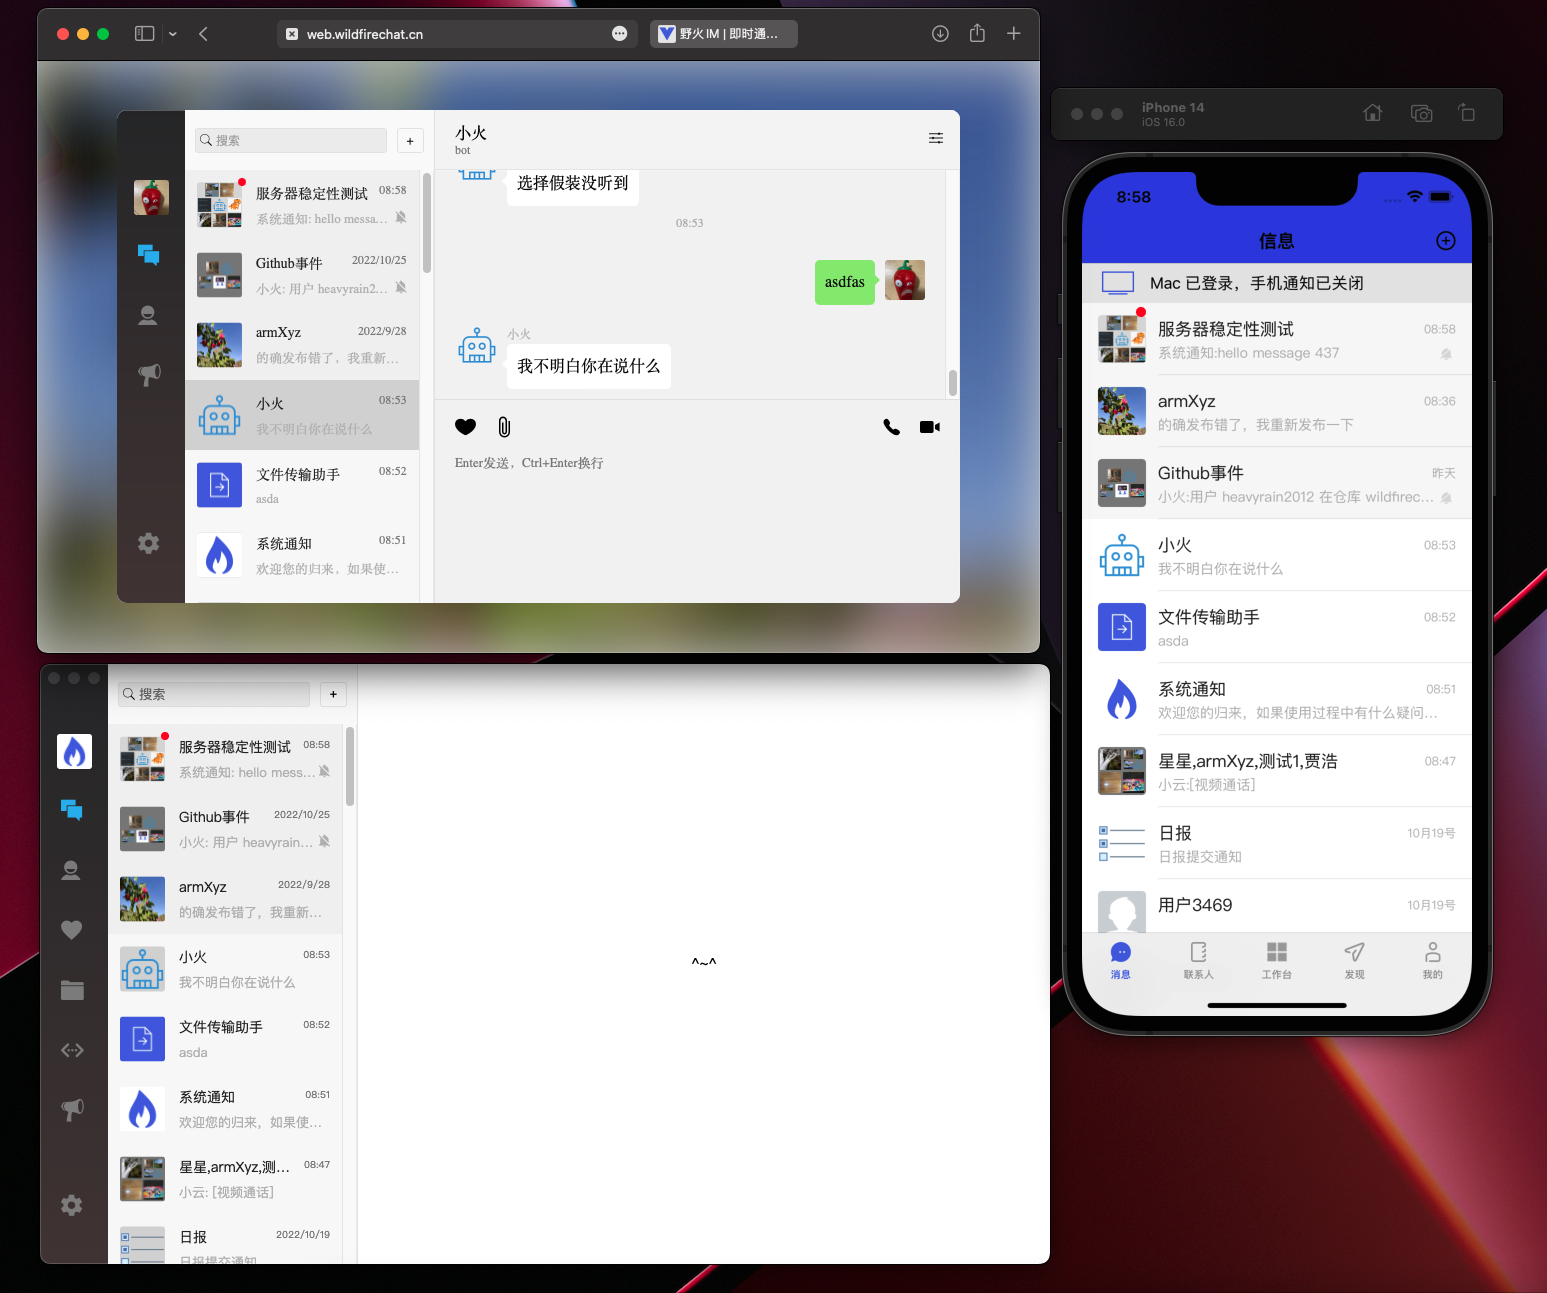 web.wildfirechat.cn
野火IM | 即时通...
搜索
+
服务器稳定性测试
08:58
系统通知: hello messa...
Github事件
2022/10/25
小火: 用户 heavyrain2...
armXyz
2022/9/28
的确发布错了，我重新...
小火
08:53
我不明白你在说什么
文件传输助手
08:52
asda
系统通知
08:51
欢迎您的归来，如果使...
小火
bot
选择假装没听到
08:53
asdfas
小火
我不明白你在说什么
Enter发送，Ctrl+Enter换行
搜索
+
服务器稳定性测试
08:58
系统通知: hello mess...
Github事件
2022/10/25
小火: 用户 heavyrain...
armXyz
2022/9/28
的确发布错了，我重新...
小火
08:53
我不明白你在说什么
文件传输助手
08:52
asda
系统通知
08:51
欢迎您的归来，如果使...
星星,armXyz,测...
08:47
小云: [视频通话]
日报
2022/10/19
日报提交通知
^~^
iPhone 14
iOS 16.0
8:58
信息
Mac 已登录，手机通知已关闭
服务器稳定性测试
08:58
系统通知:hello message 437
armXyz
08:36
的确发布错了，我重新发布一下
Github事件
昨天
小火:用户 heavyrain2012 在仓库 wildfirec...
小火
08:53
我不明白你在说什么
文件传输助手
08:52
asda
系统通知
08:51
欢迎您的归来，如果使用过程中有什么疑问...
星星,armXyz,测试1,贾浩
08:47
小云:[视频通话]
日报
10月19号
日报提交通知
用户3469
10月19号
消息
联系人
工作台
发现
我的